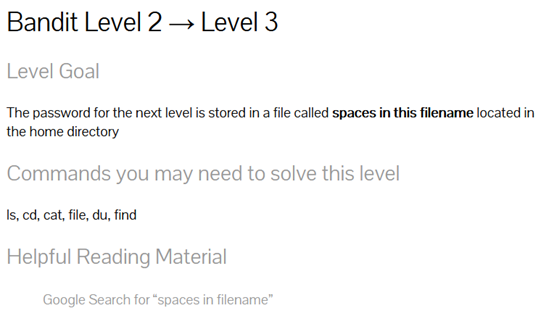 Bandit Level 2 → Level 3
Level Goal
The password for the next level is stored in a file called spaces in this filename located in
the home directory
Commands you may need to solve this level
ls, cd, cat, file, du, find
Helpful Reading Material
Google Search for “spaces in filename”